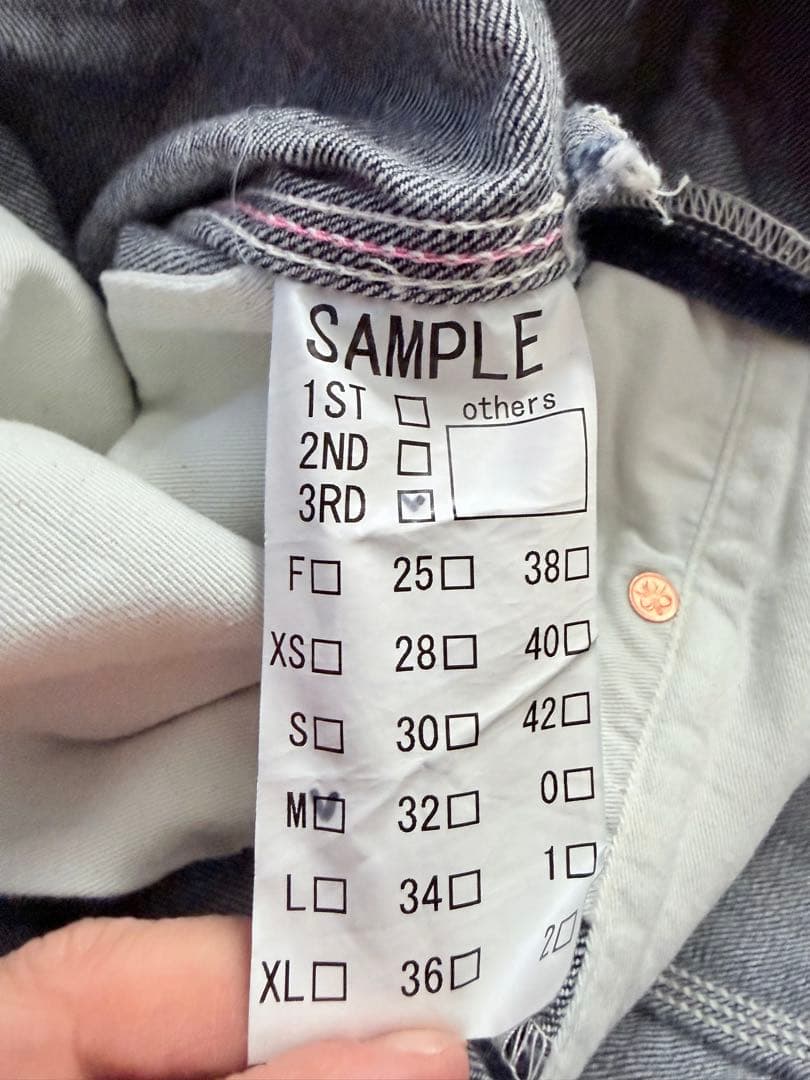 SAMPLE
1ST □ others
2ND □
3RD ☑
F□ 25□ 38□
XS□ 28□ 40□
S□ 30□ 42□
M☑ 32□ 0□
L□ 34□ 1□
XL□ 36□ 2□